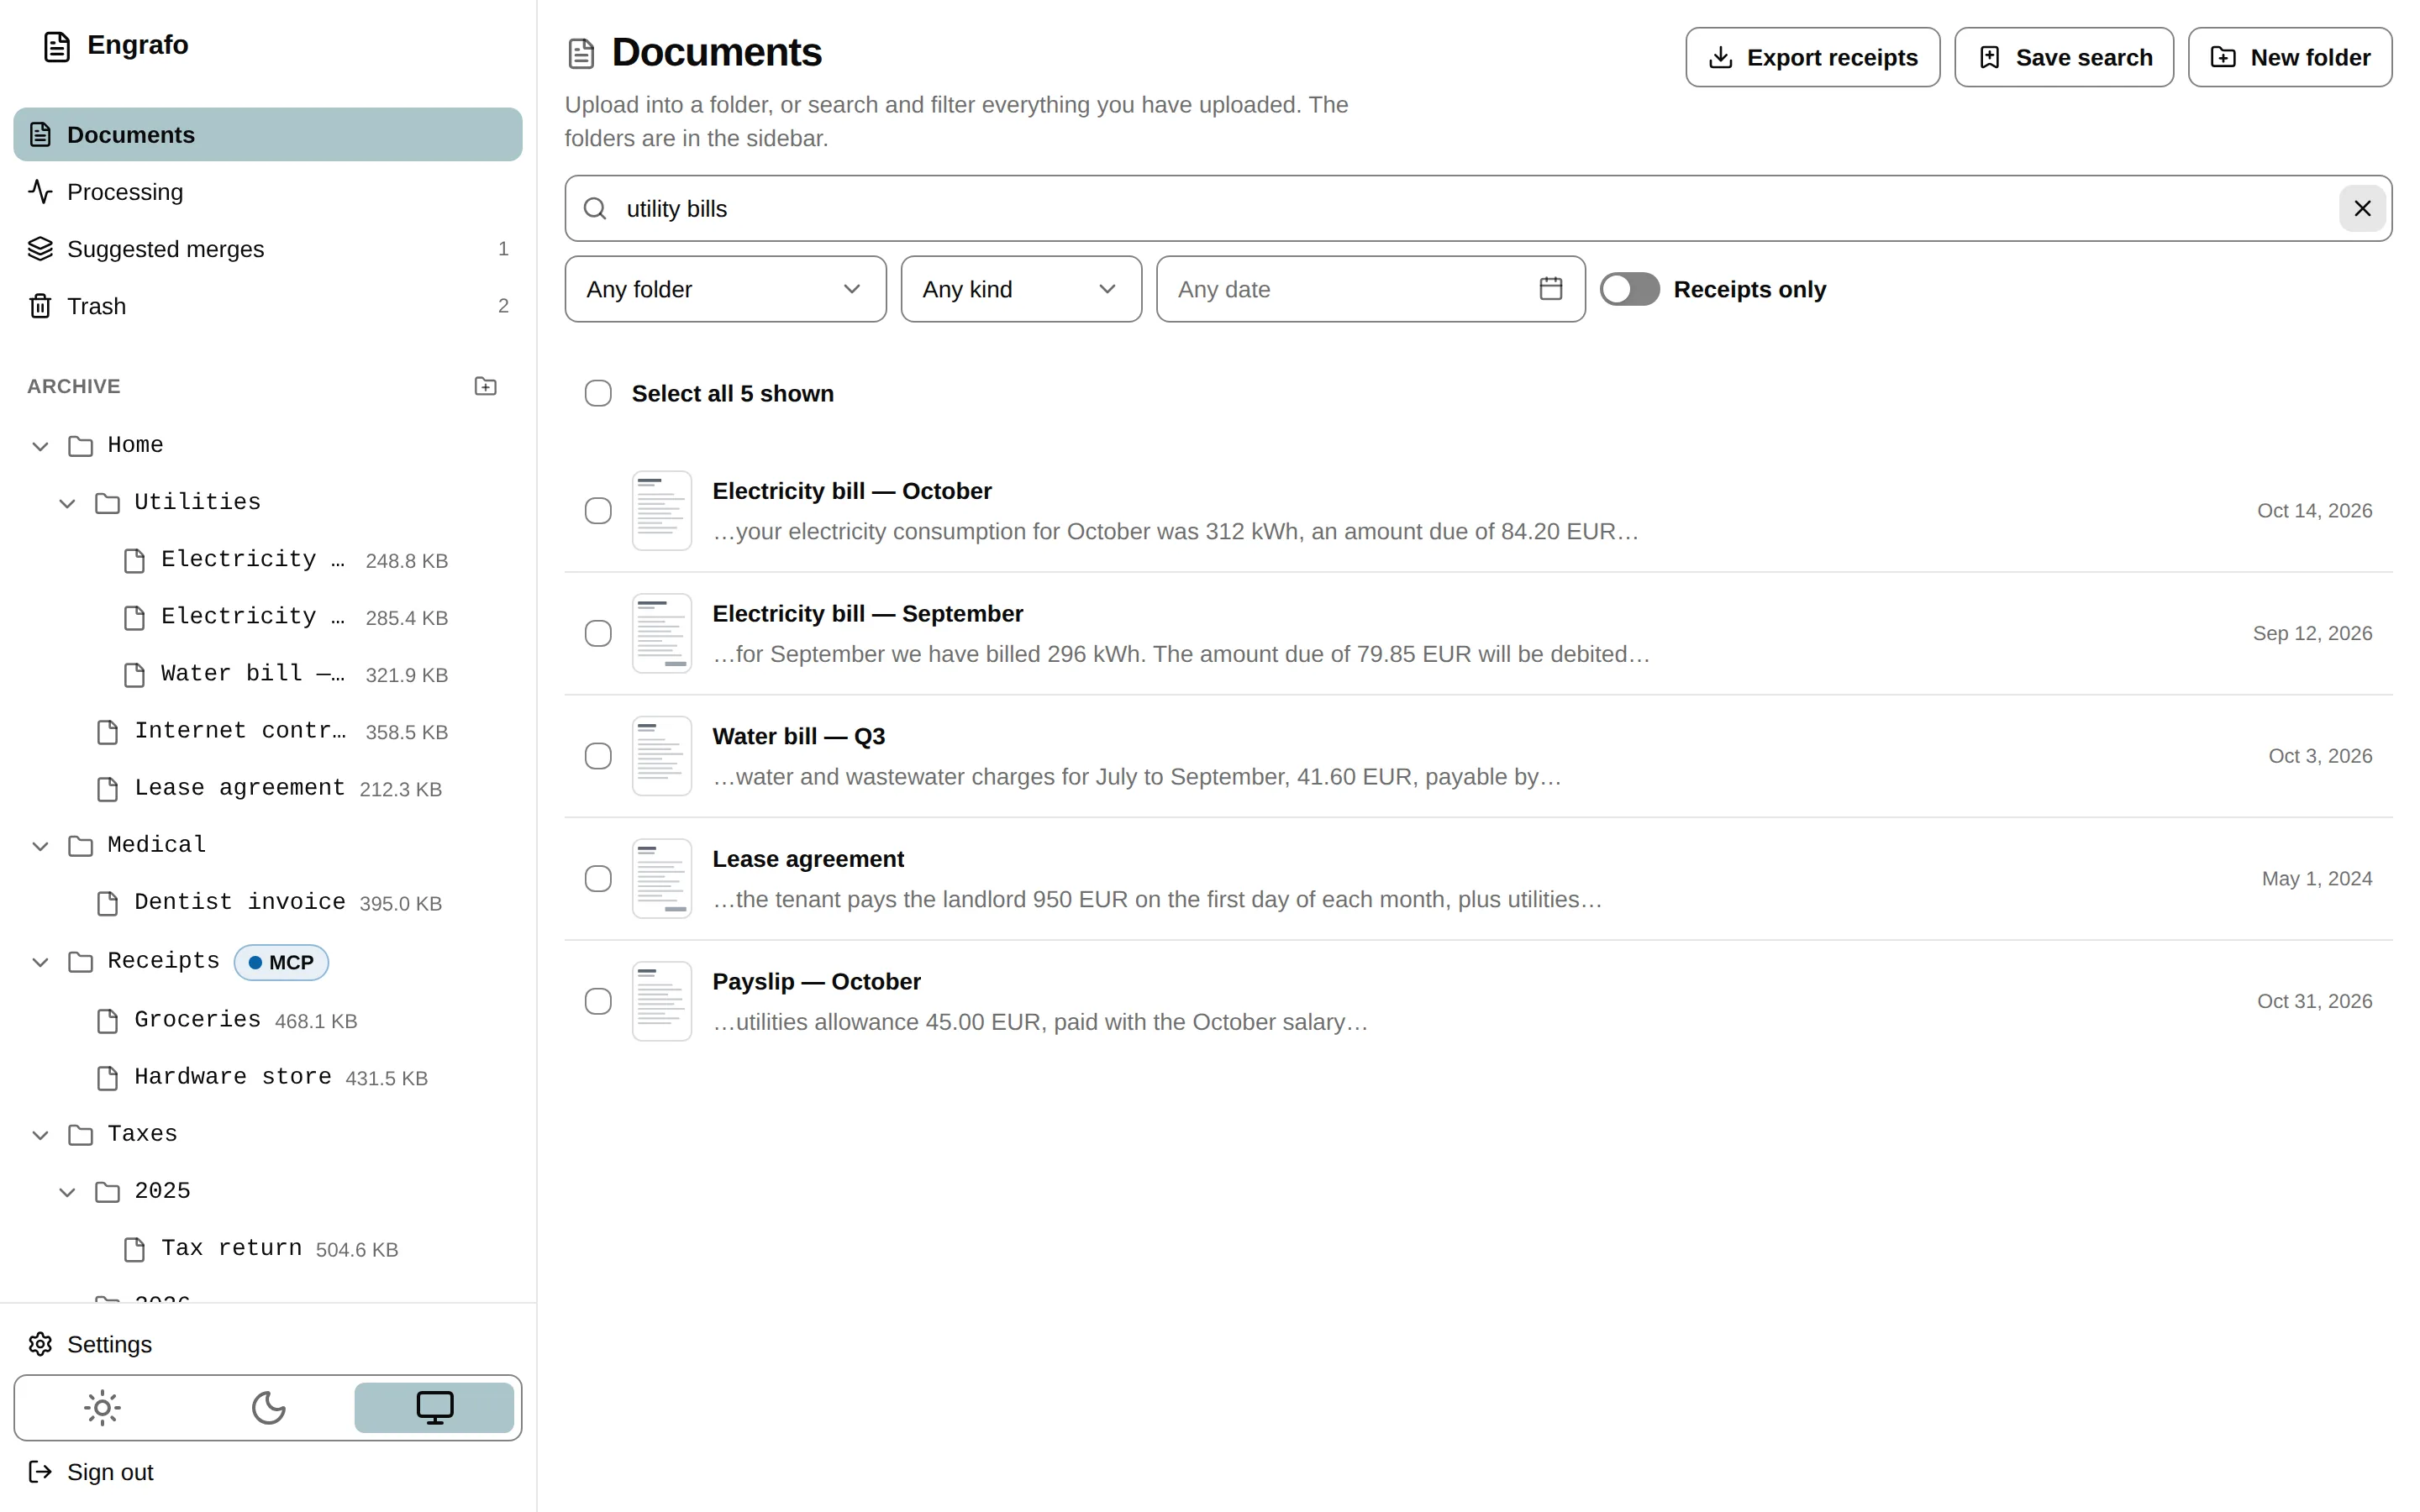 Engrafo
Documents
Processing
Suggested merges 1
Trash 2
ARCHIVE
Home
Utilities
Electricity … 248.8 KB
Electricity … 285.4 KB
Water bill —… 321.9 KB
Internet contr… 358.5 KB
Lease agreement 212.3 KB
Medical
Dentist invoice 395.0 KB
Receipts MCP
Groceries 468.1 KB
Hardware store 431.5 KB
Taxes
2025
Tax return 504.6 KB
2026
Settings
Sign out
Documents
Export receipts
Save search
New folder
Upload into a folder, or search and filter everything you have uploaded. The
folders are in the sidebar.
utility bills
Any folder
Any kind
Any date
Receipts only
Select all 5 shown
Electricity bill — October
…your electricity consumption for October was 312 kWh, an amount due of 84.20 EUR…
Oct 14, 2026
Electricity bill — September
…for September we have billed 296 kWh. The amount due of 79.85 EUR will be debited…
Sep 12, 2026
Water bill — Q3
…water and wastewater charges for July to September, 41.60 EUR, payable by…
Oct 3, 2026
Lease agreement
…the tenant pays the landlord 950 EUR on the first day of each month, plus utilities…
May 1, 2024
Payslip — October
…utilities allowance 45.00 EUR, paid with the October salary…
Oct 31, 2026